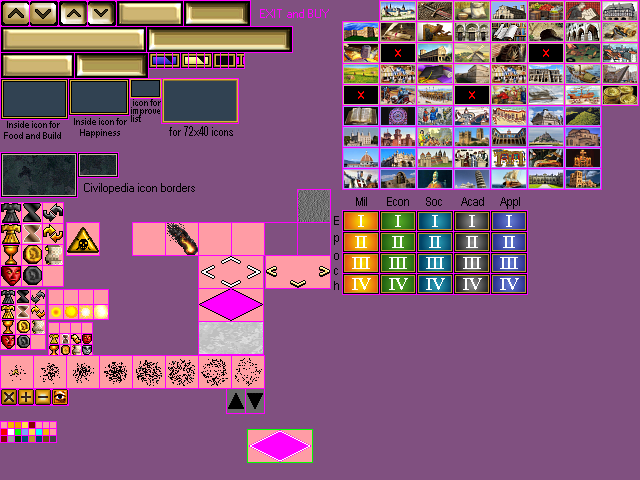 Inside icon for
Food and Build
Inside icon for
Happiness
icon for
improve
list
for 72x40 icons
Civilopedia icon borders
Mil Econ Soc Acad Appl
Epoch
I I I I I
II II II II II
III III III III III
IV IV IV IV IV